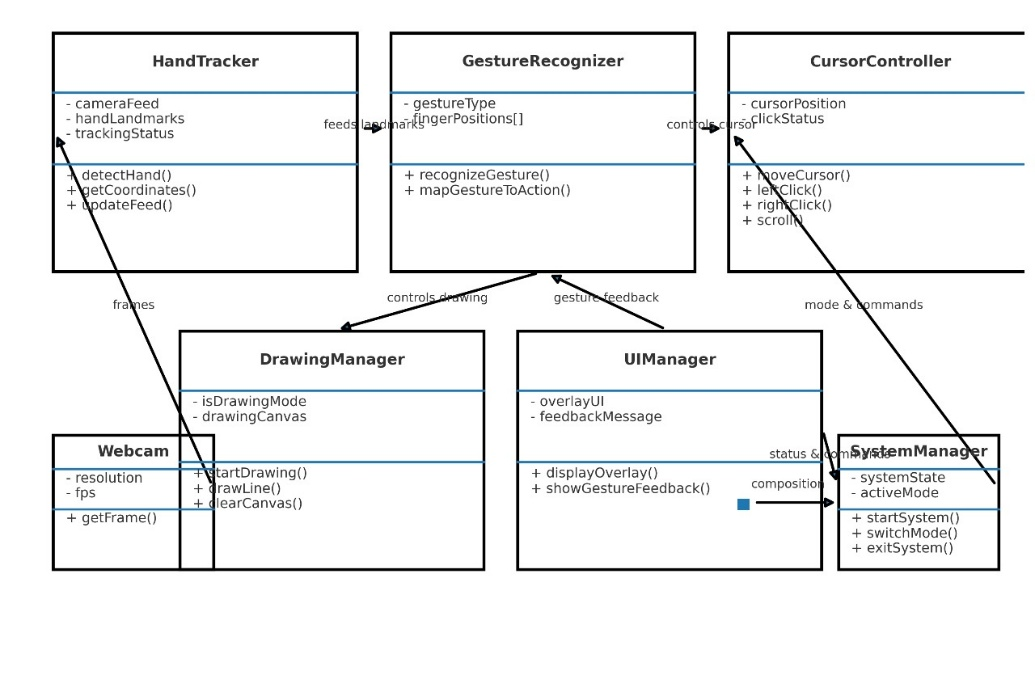 HandTracker
- cameraFeed
- handLandmarks
- trackingStatus
+ detectHand()
+ getCoordinates()
+ updateFeed()
feeds landmarks
GestureRecognizer
- gestureType
- fingerPositions[]
+ recognizeGesture()
+ mapGestureToAction()
controls cursor
CursorController
- cursorPosition
- clickStatus
+ moveCursor()
+ leftClick()
+ rightClick()
+ scroll()
frames
controls drawing
gesture feedback
mode & commands
DrawingManager
- isDrawingMode
- drawingCanvas
+ startDrawing()
+ drawLine()
+ clearCanvas()
UIManager
- overlayUI
- feedbackMessage
+ displayOverlay()
+ showGestureFeedback()
Webcam
- resolution
- fps
+ getFrame()
status & commands
composition
SystemManager
- systemState
- activeMode
+ startSystem()
+ switchMode()
+ exitSystem()